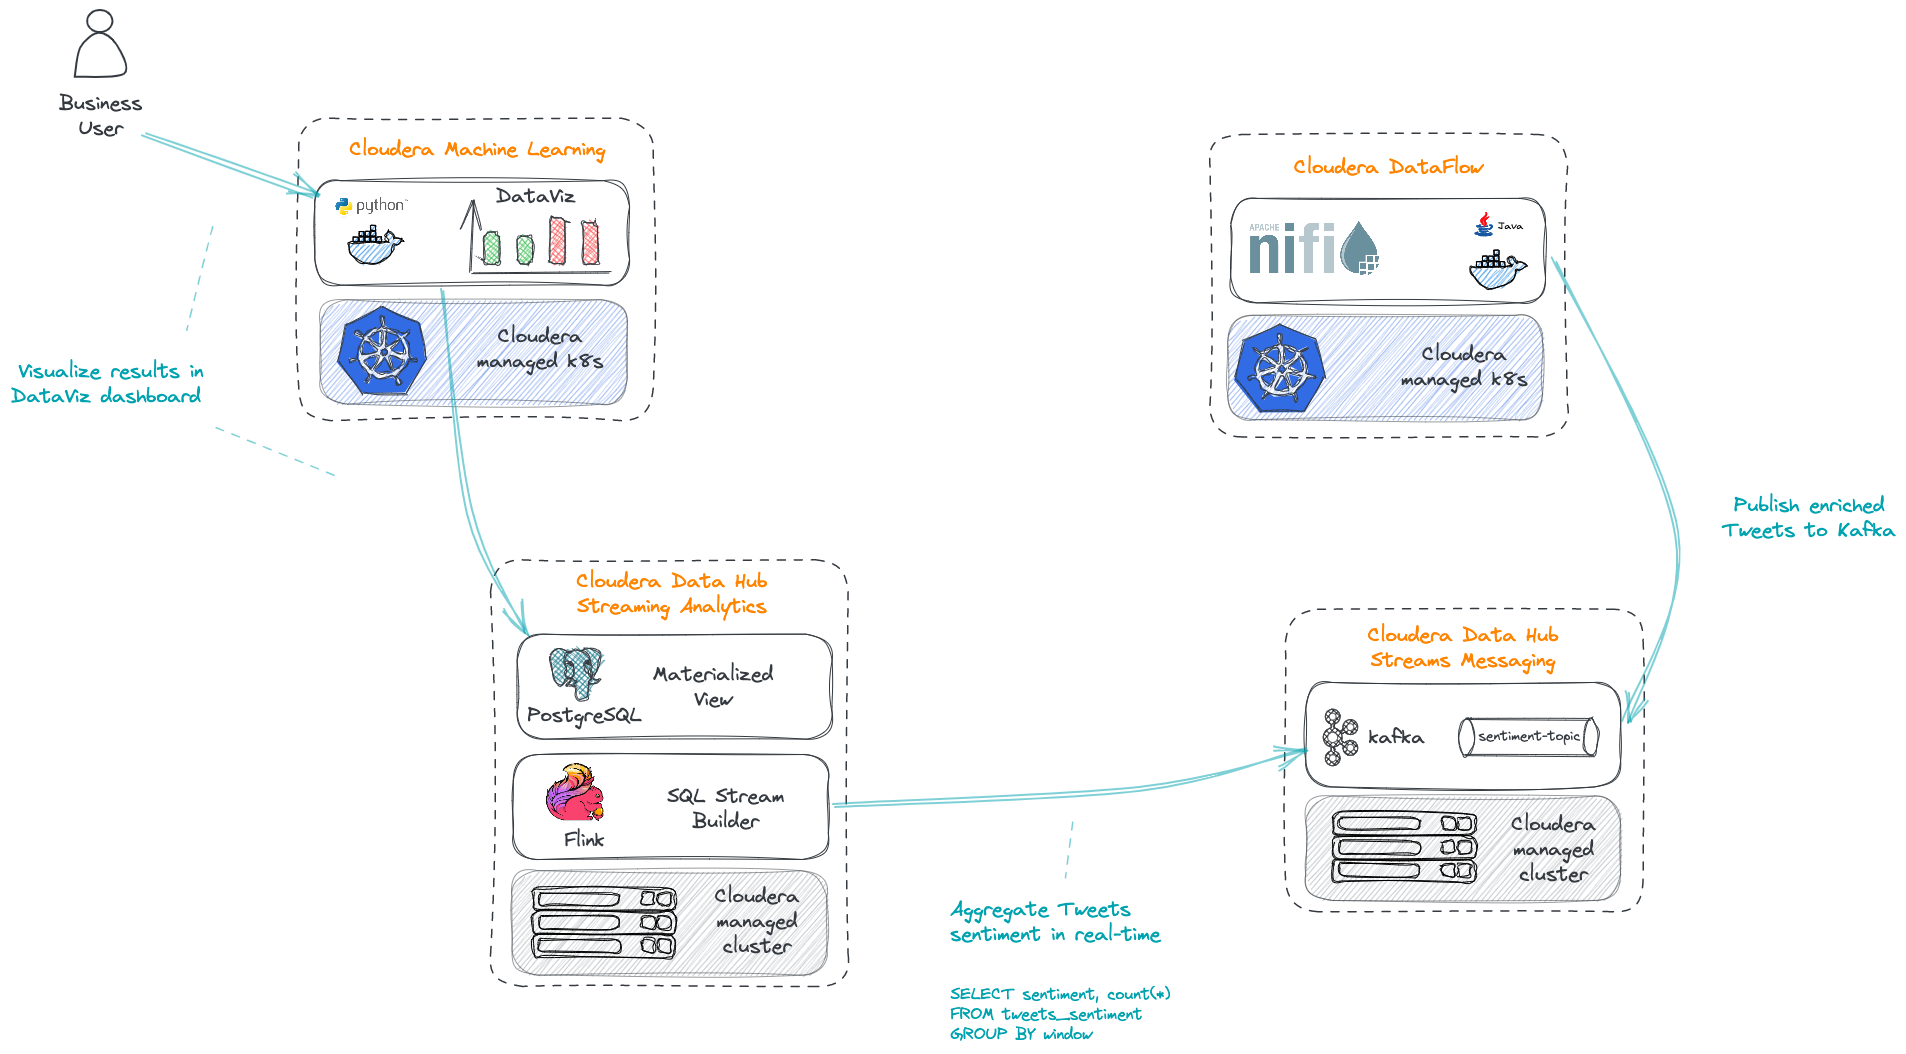 Business
User
Cloudera Machine Learning
python
DataViz
Cloudera
managed k8s
Visualize results in
DataViz dashboard
Cloudera DataFlow
APACHE
nifi
Java
Cloudera
managed k8s
Publish enriched
Tweets to Kafka
Cloudera Data Hub
Streaming Analytics
PostgreSQL
Materialized
View
Flink
SQL Stream
Builder
Cloudera
managed
cluster
Cloudera Data Hub
Streams Messaging
kafka
sentiment-topic
Cloudera
managed
cluster
Aggregate Tweets
sentiment in real-time
SELECT sentiment, count(*)
FROM tweets_sentiment
GROUP BY window